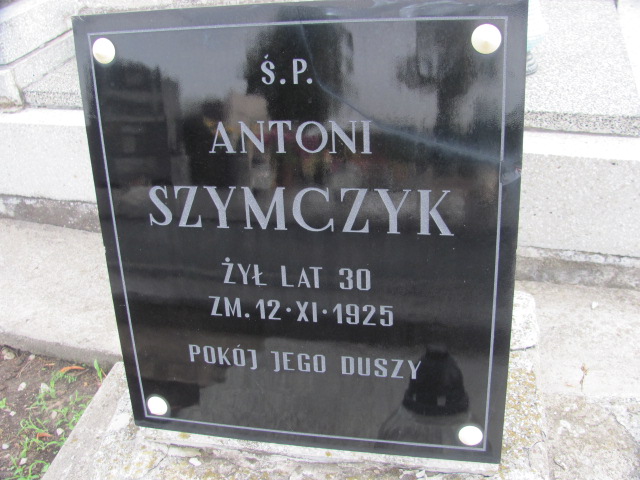 Ś.P.
ANTONI
SZYMCZYK
ŻYŁ LAT 30
ZM. 12·XI·1925
POKÓJ JEGO DUSZY